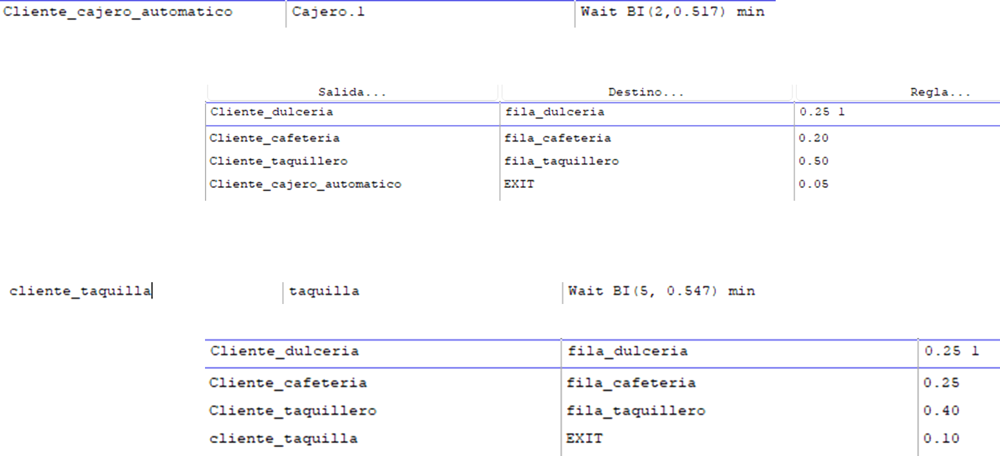 Cliente_cajero_automatico Cajero.1 Wait BI(2,0.517) min
Salida... Destino... Regla...
Cliente_dulceria fila_dulceria 0.25 1
Cliente_cafeteria fila_cafeteria 0.20
Cliente_taquillero fila_taquillero 0.50
Cliente_cajero_automatico EXIT 0.05
cliente_taquilla taquilla Wait BI(5, 0.547) min
Cliente_dulceria fila_dulceria 0.25 1
Cliente_cafeteria fila_cafeteria 0.25
Cliente_taquillero fila_taquillero 0.40
cliente_taquilla EXIT 0.10